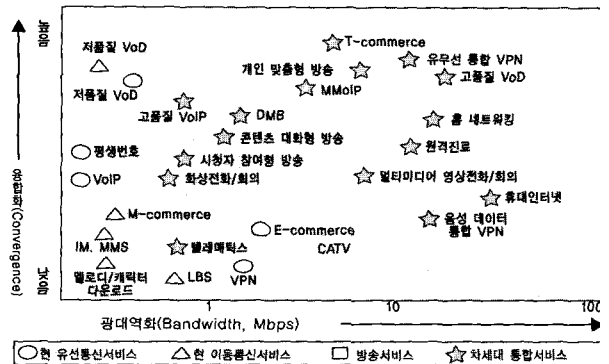 높음
T-commerce
저품질 VoD
유무선 통합 VPN
개인 맞춤형 방송
고품질 VoD
저품질 VoD
MMoIP
고품질 VoIP
DMB
홈 네트워킹
콘텐츠 대화형 방송
원격진료
평생번호
시청자 참여형 방송
VoIP
화상전화/회의
멀티미디어 영상전화/회의
휴대인터넷
M-commerce
음성 데이터
통합 VPN
E-commerce
IM. MMS
텔레매틱스
CATV
멜로디/캐릭터
다운로드
LBS
VPN
낮음
융합화(Convergence)
1
10
100
광대역화(Bandwidth, Mbps)
현 유선통신서비스
현 이동통신서비스
방송서비스
차세대 통합서비스